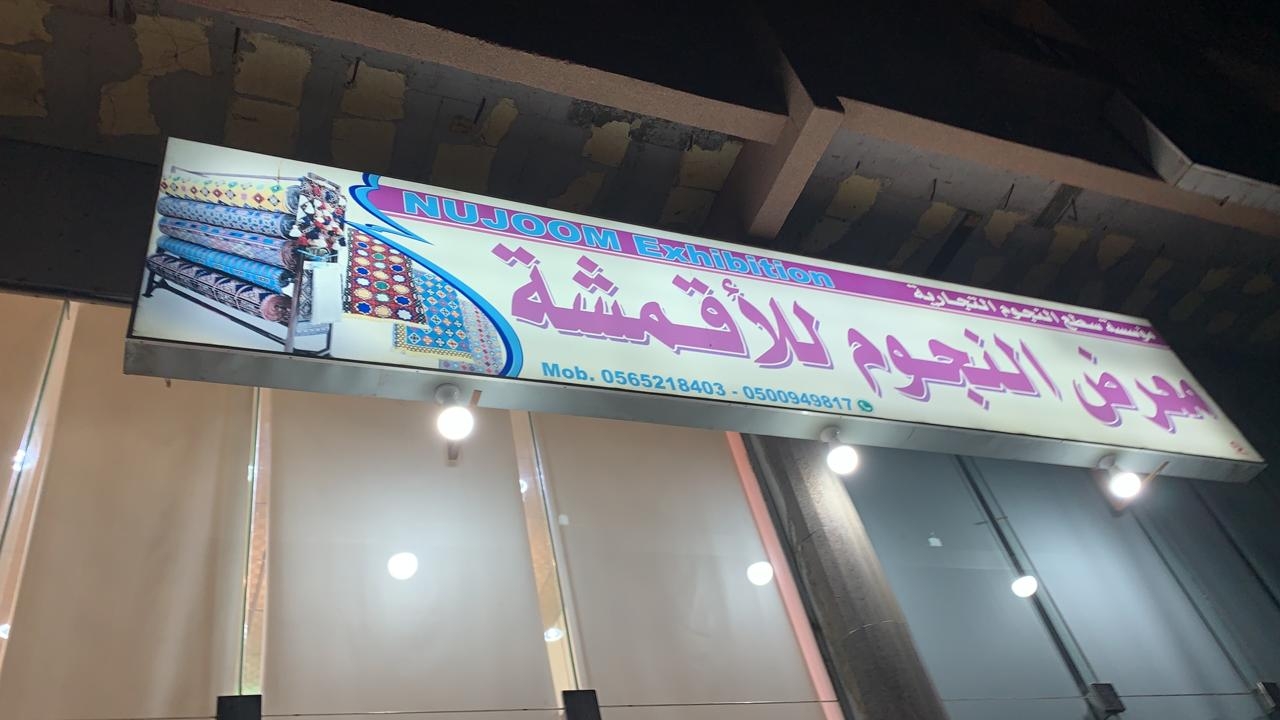 NUJOOM Exhibition
مؤسسة سطع النجوم التجارية
معرض النجوم للأقمشة
Mob. 0565218403 - 0500949817